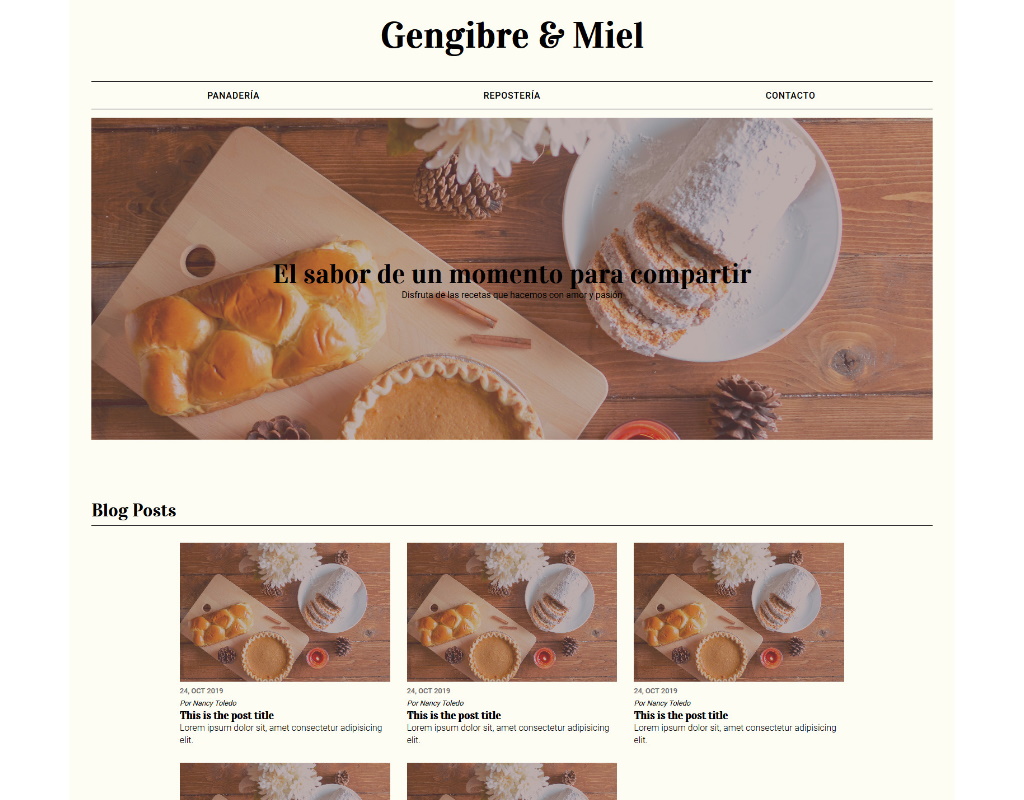 Gengibre & Miel
PANADERÍA REPOSTERÍA CONTACTO
El sabor de un momento para compartir
Disfruta de las recetas que hacemos con amor y pasión
Blog Posts
24, OCT 2019
Por Nancy Toledo
This is the post title
Lorem ipsum dolor sit, amet consectetur adipisicing
elit.
24, OCT 2019
Por Nancy Toledo
This is the post title
Lorem ipsum dolor sit, amet consectetur adipisicing
elit.
24, OCT 2019
Por Nancy Toledo
This is the post title
Lorem ipsum dolor sit, amet consectetur adipisicing
elit.